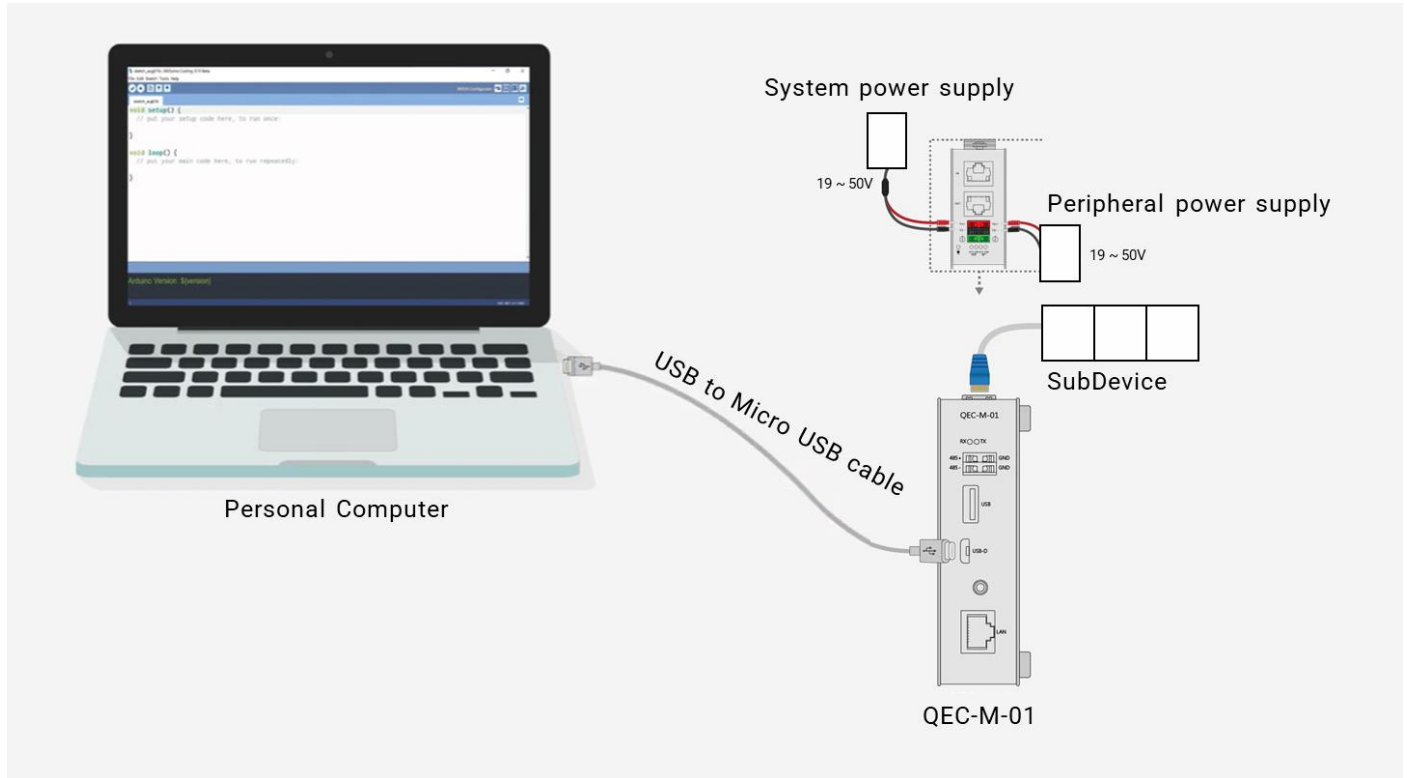 void setup() {
// put your setup code here, to run once:
}
void loop() {
// put your main code here, to run repeatedly:
}
Arduino Version: ${version}
Personal Computer
USB to Micro USB cable
System power supply
19 ~ 50V
Peripheral power supply
19 ~ 50V
SubDevice
QEC-M-01
RX TX
485+ GND
485- GND
USB
USB-D
LAN
QEC-M-01